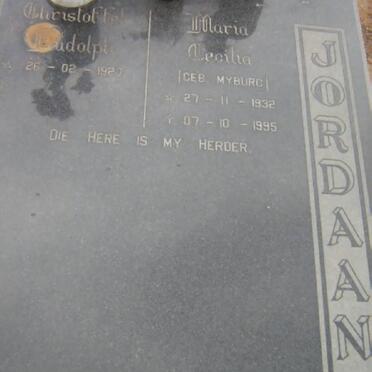 Christoffel
Rudolph
☆ 26 - 02 - 1927
Maria
Cecilia
[GEB. MYBURG]
☆ 27 - 11 - 1932
✝ 07 - 10 - 1995
DIE HERE IS MY HERDER.
JORDAAN